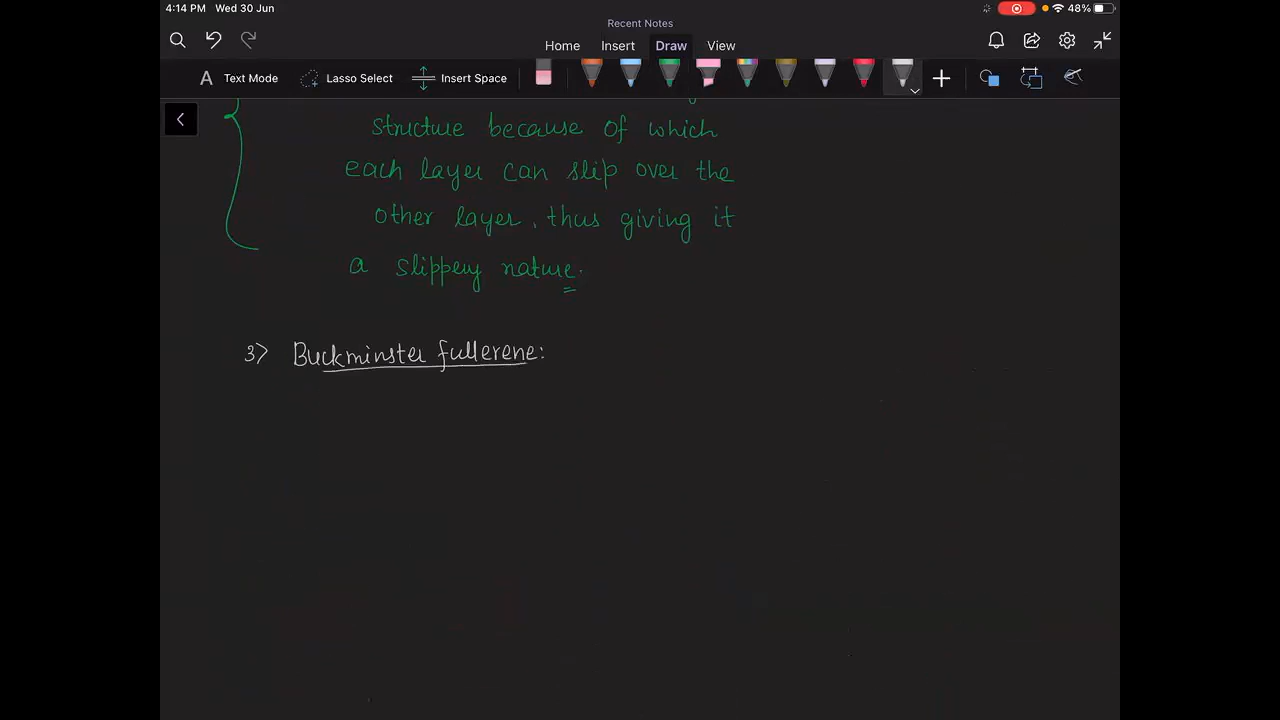 4:14 PM Wed 30 Jun
48%
Recent Notes
Home Insert Draw View
A Text Mode Lasso Select Insert Space
structure because of which
each layer can slip over the
other layer, thus giving it
a slippery nature.
3> Buckminster fullerene: